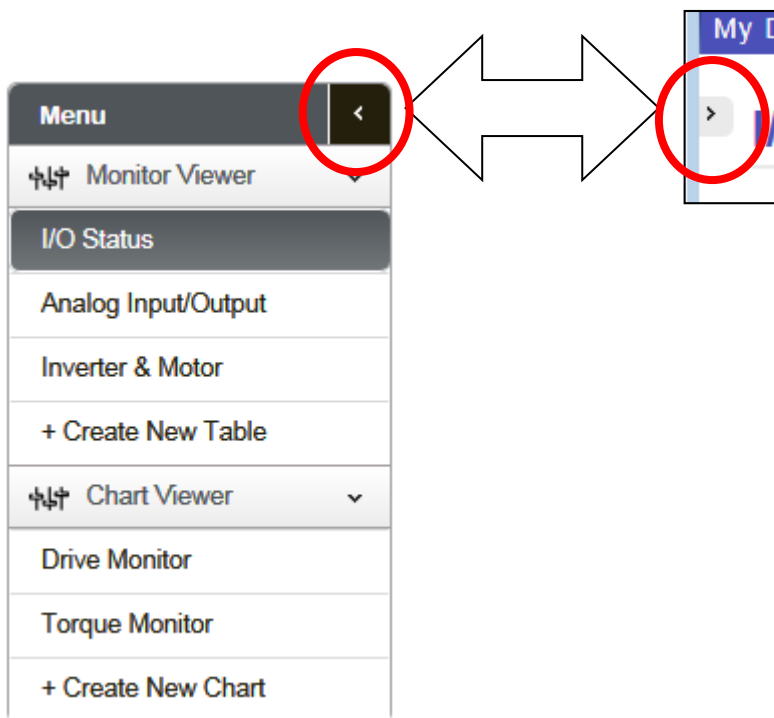 My D
Menu
Monitor Viewer
I/O Status
Analog Input/Output
Inverter & Motor
+ Create New Table
Chart Viewer
Drive Monitor
Torque Monitor
+ Create New Chart